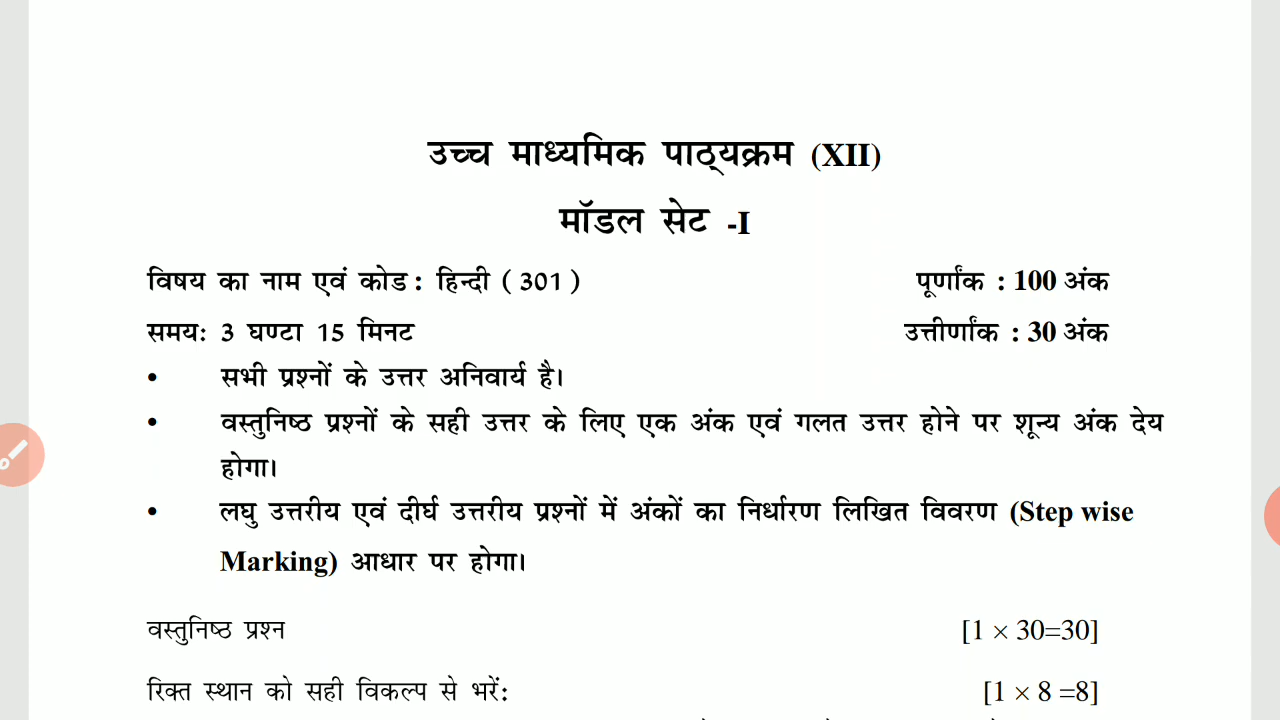 उच्च माध्यमिक पाठ्यक्रम (XII)
मॉडल सेट -I
विषय का नाम एवं कोड : हिन्दी ( 301 ) पूर्णांक : 100 अंक
समयः 3 घण्टा 15 मिनट उत्तीर्णांक : 30 अंक
• सभी प्रश्नों के उत्तर अनिवार्य है।
• वस्तुनिष्ठ प्रश्नों के सही उत्तर के लिए एक अंक एवं गलत उत्तर होने पर शून्य अंक देय
होगा।
• लघु उत्तरीय एवं दीर्घ उत्तरीय प्रश्नों में अंकों का निर्धारण लिखित विवरण (Step wise
Marking) आधार पर होगा।
वस्तुनिष्ठ प्रश्न [1 × 30=30]
रिक्त स्थान को सही विकल्प से भरें: [1 × 8 =8]